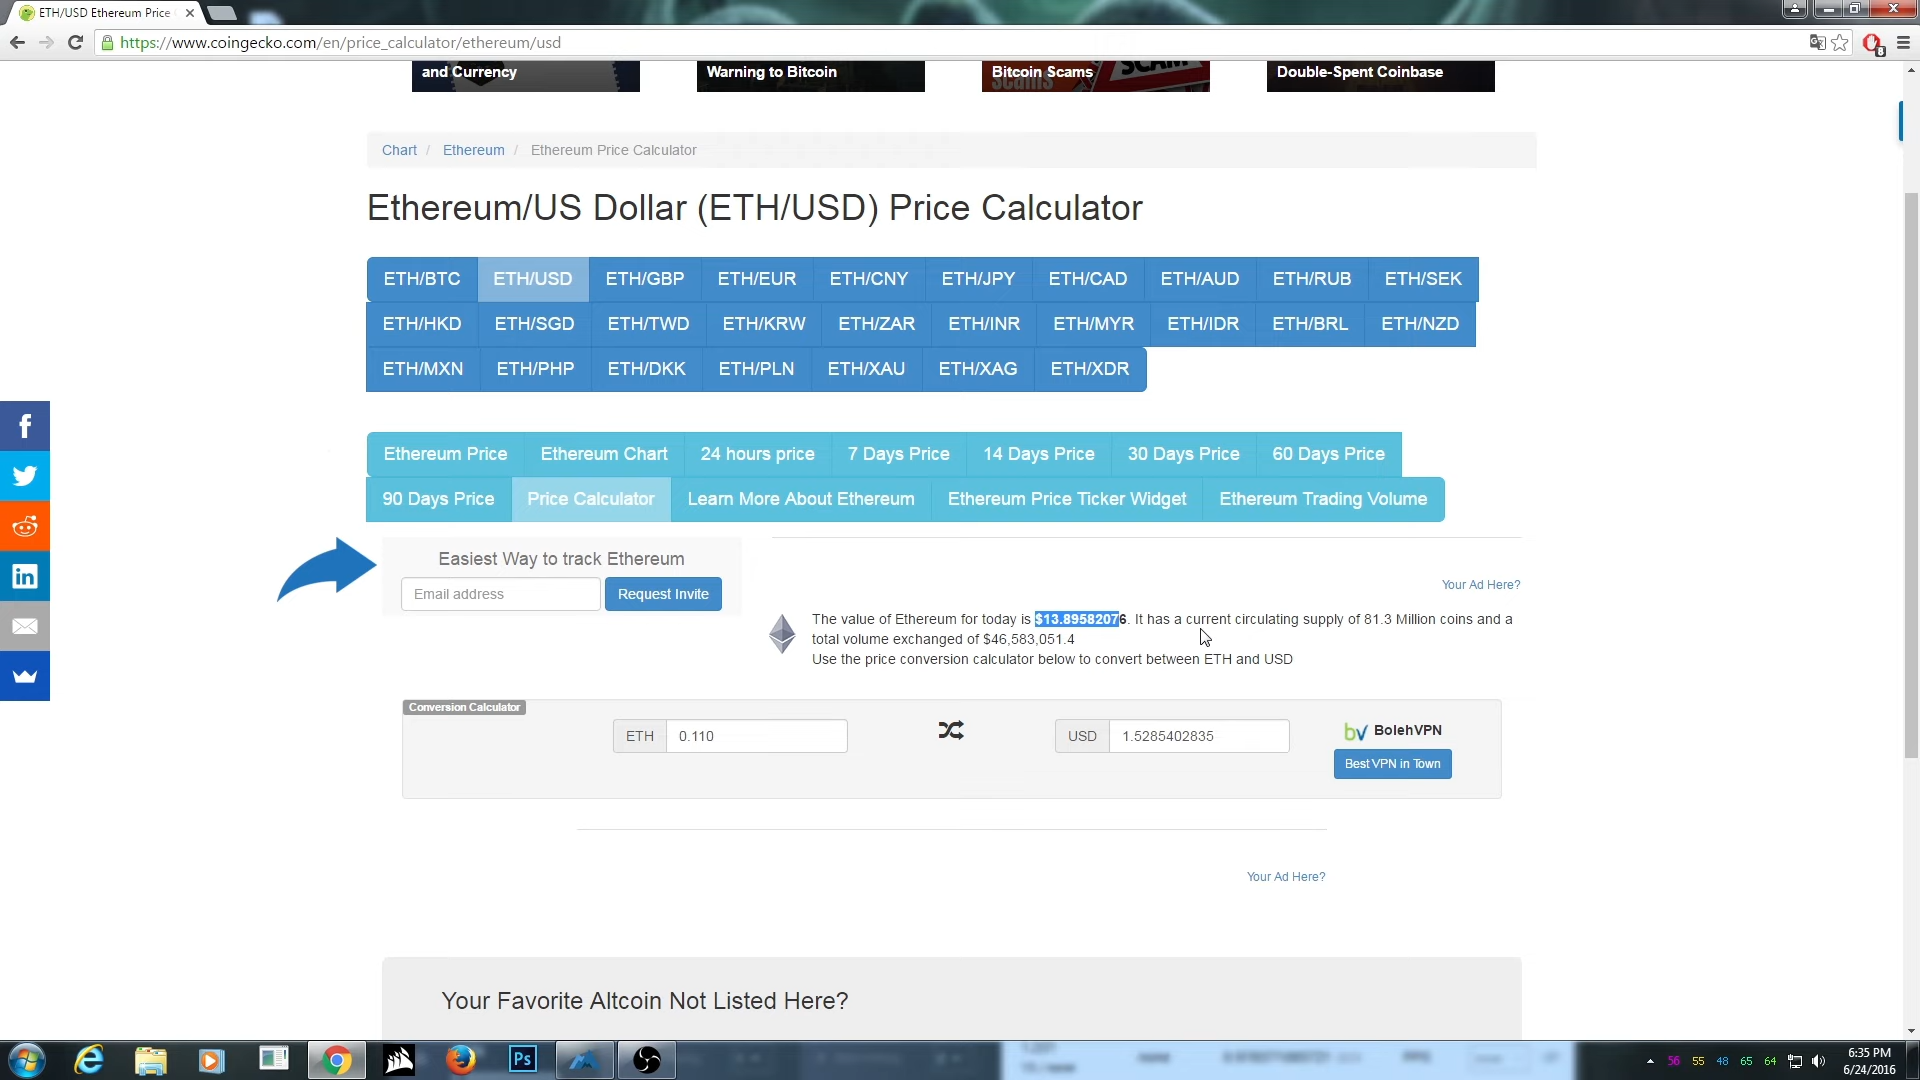 ETH/USD Ethereum Price
https://www.coingecko.com/en/price_calculator/ethereum/usd
8
and Currency
Warning to Bitcoin
Bitcoin Scams
Double-Spent Coinbase
Chart / Ethereum / Ethereum Price Calculator
Ethereum/US Dollar (ETH/USD) Price Calculator
ETH/BTC ETH/USD ETH/GBP ETH/EUR ETH/CNY ETH/JPY ETH/CAD ETH/AUD ETH/RUB ETH/SEK
ETH/HKD ETH/SGD ETH/TWD ETH/KRW ETH/ZAR ETH/INR ETH/MYR ETH/IDR ETH/BRL ETH/NZD
ETH/MXN ETH/PHP ETH/DKK ETH/PLN ETH/XAU ETH/XAG ETH/XDR
Ethereum Price Ethereum Chart 24 hours price 7 Days Price 14 Days Price 30 Days Price 60 Days Price
90 Days Price Price Calculator Learn More About Ethereum Ethereum Price Ticker Widget Ethereum Trading Volume
Easiest Way to track Ethereum
Email address Request Invite
Your Ad Here?
The value of Ethereum for today is $13.89582076. It has a current circulating supply of 81.3 Million coins and a
total volume exchanged of $46,583,051.4
Use the price conversion calculator below to convert between ETH and USD
Conversion Calculator
ETH 0.110
USD 1.5285402835
bv BolehVPN
Best VPN in Town
Your Ad Here?
Your Favorite Altcoin Not Listed Here?
Ps
56 55 48 65 64
6:35 PM
6/24/2016